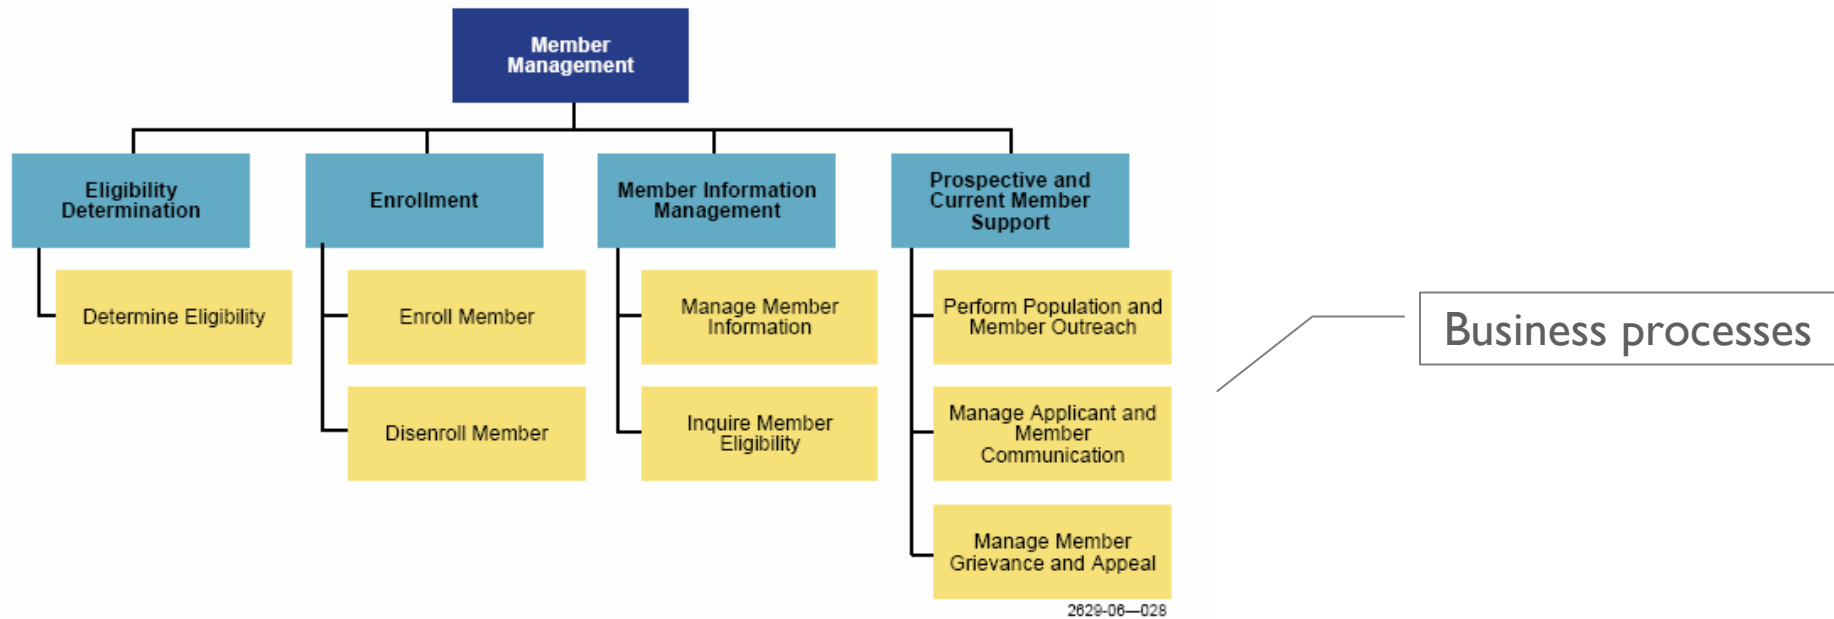 Member
Management
Eligibility
Determination
Enrollment
Member Information
Management
Prospective and
Current Member
Support
Determine Eligibility
Enroll Member
Disenroll Member
Manage Member
Information
Inquire Member
Eligibility
Perform Population and
Member Outreach
Manage Applicant and
Member
Communication
Manage Member
Grievance and Appeal
2629-06—028
Business processes